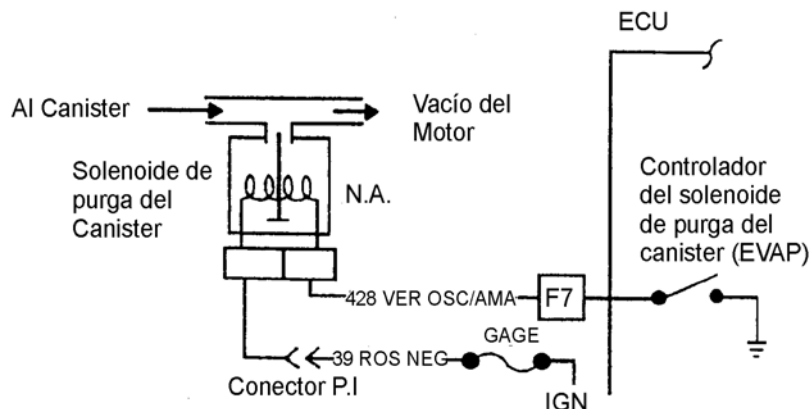 ECU
Al Canister
Vacío del
Motor
Solenoide de
purga del
Canister
N.A.
Controlador
del solenoide
de purga del
canister (EVAP)
428 VER OSC/AMA
F7
GAGE
39 ROS NEG
Conector P.I
IGN